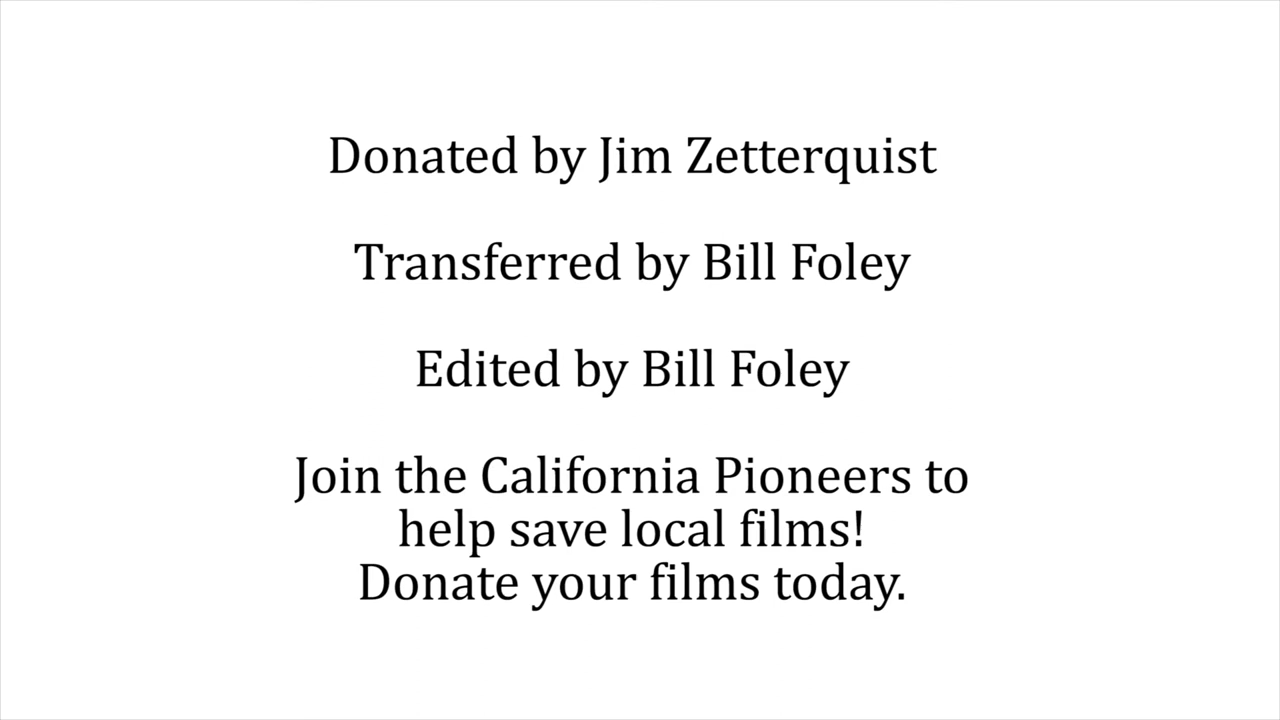 Donated by Jim Zetterquist
Transferred by Bill Foley
Edited by Bill Foley
Join the California Pioneers to
help save local films!
Donate your films today.